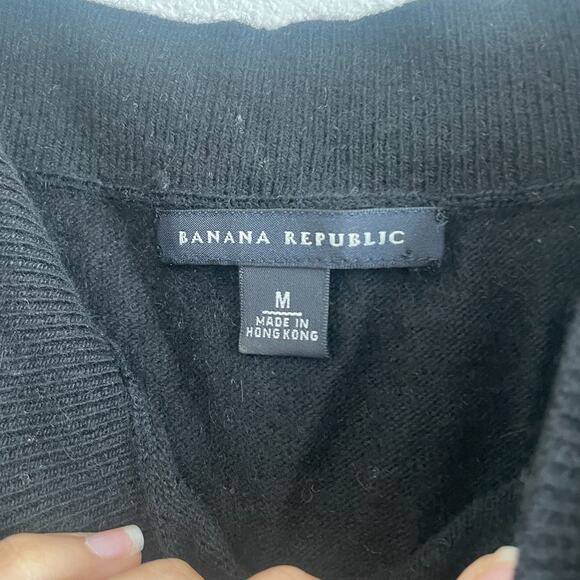 BANANA REPUBLIC
M
MADE IN
HONG KONG